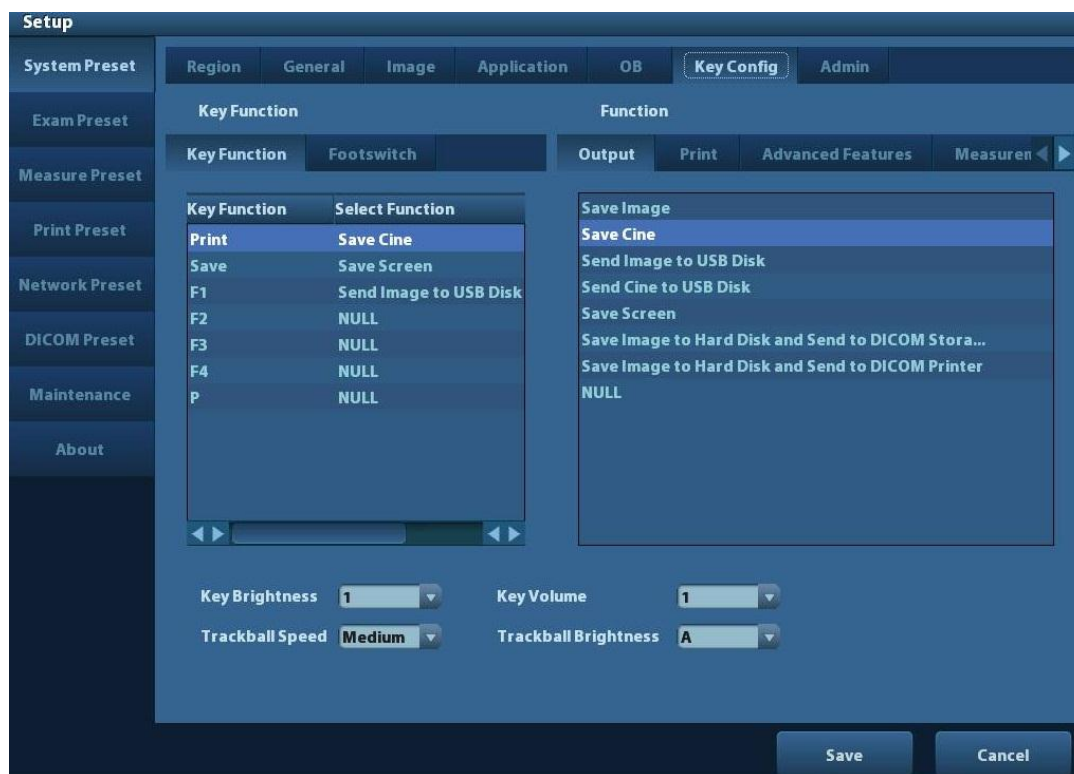 Setup
System Preset
Exam Preset
Measure Preset
Print Preset
Network Preset
DICOM Preset
Maintenance
About
Region General Image Application OB Key Config Admin
Key Function
Key Function Footswitch
Key Function Select Function
Print Save Cine
Save Save Screen
F1 Send Image to USB Disk
F2 NULL
F3 NULL
F4 NULL
P NULL
Function
Output Print Advanced Features Measuren
Save Image
Save Cine
Send Image to USB Disk
Send Cine to USB Disk
Save Screen
Save Image to Hard Disk and Send to DICOM Stora...
Save Image to Hard Disk and Send to DICOM Printer
NULL
Key Brightness 1 Key Volume 1
Trackball Speed Medium Trackball Brightness A
Save Cancel